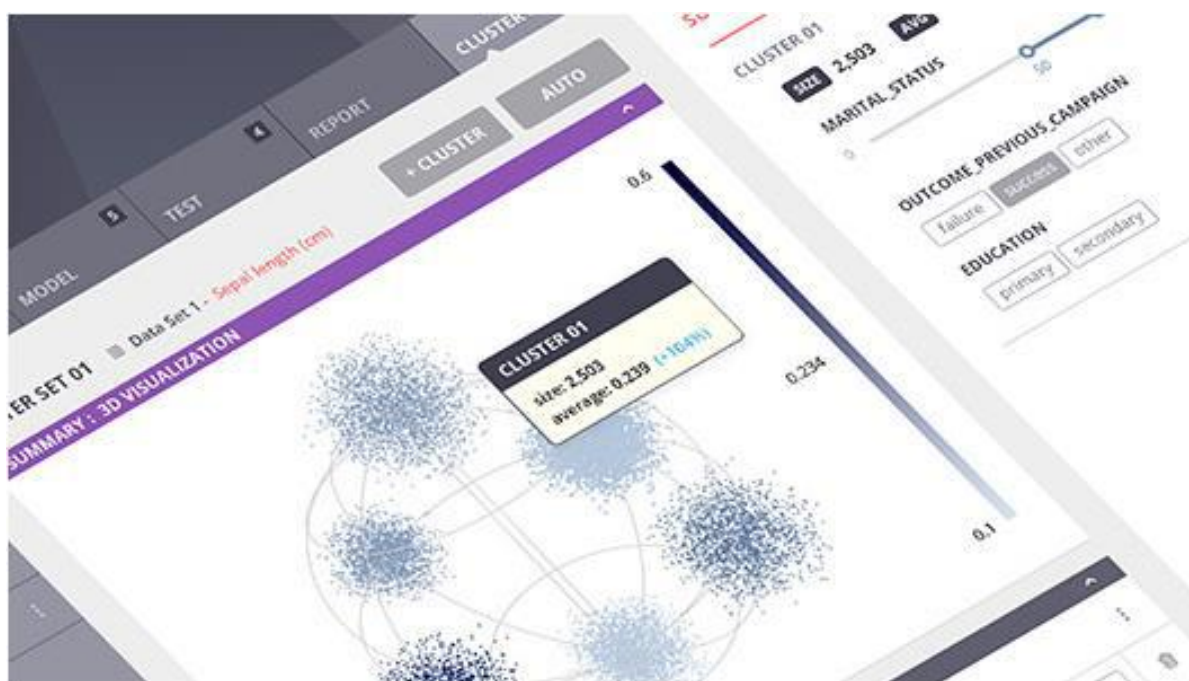 MODEL
5
TEST
4
REPORT
CLUSTER
+ CLUSTER
AUTO
TER SET 01
Data Set 1 - Sepal length (cm)
SUMMARY : 3D VISUALIZATION
CLUSTER 01
size: 2,503
average: 0.239 (+104%)
0.6
0.234
0.1
CLUSTER 01
SIZE 2,503 AVG
MARITAL_STATUS
0
50
OUTCOME_PREVIOUS_CAMPAIGN
failure success other
EDUCATION
primary secondary